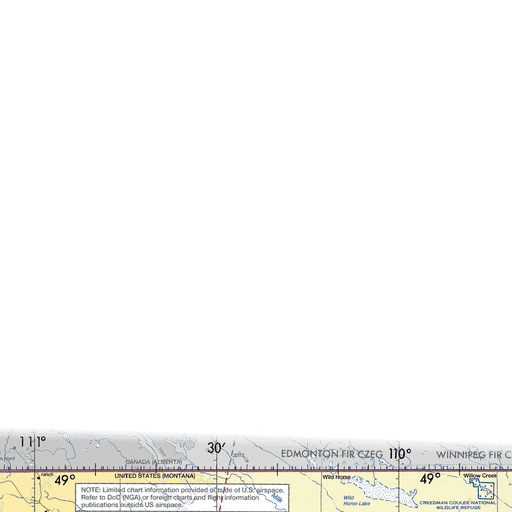 111°
30′
EDMONTON FIR CZEG
110°
WINNIPEG FIR C
CANADA (ALBERTA)
UNITED STATES (MONTANA)
ranch
49°
Wild Horse
49°
Willow Creek
NOTE: Limited chart information provided outside of U.S. airspace.
Refer to DoD (NGA) or foreign charts and flight information
publications outside US airspace.
Wild
Horse Lake
CREEDMAN COULEE NATIONAL
WILDLIFE REFUGE